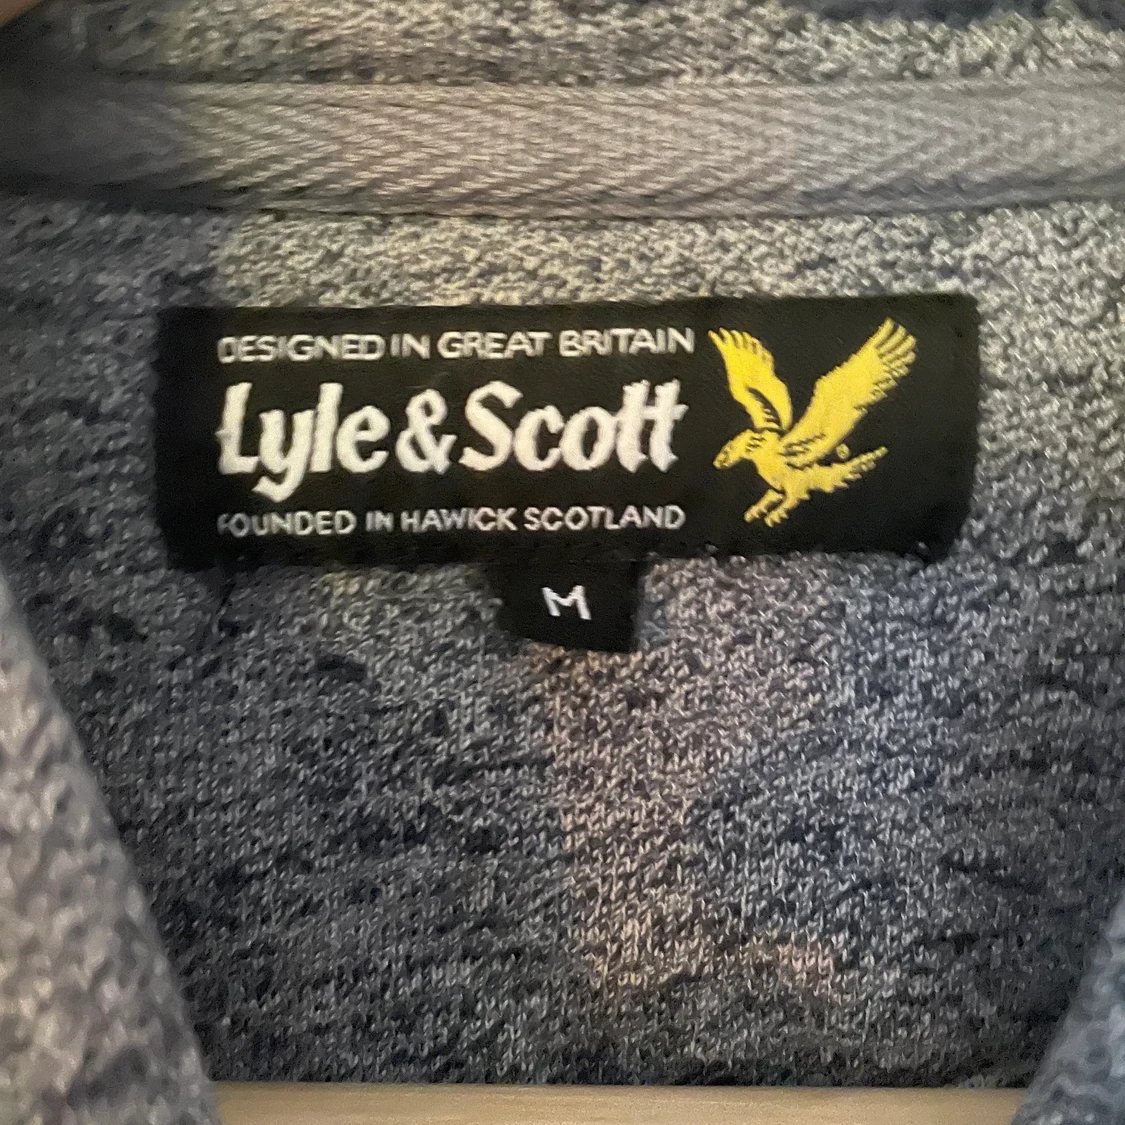 DESIGNED IN GREAT BRITAIN
Lyle & Scott
FOUNDED IN HAWICK SCOTLAND
M